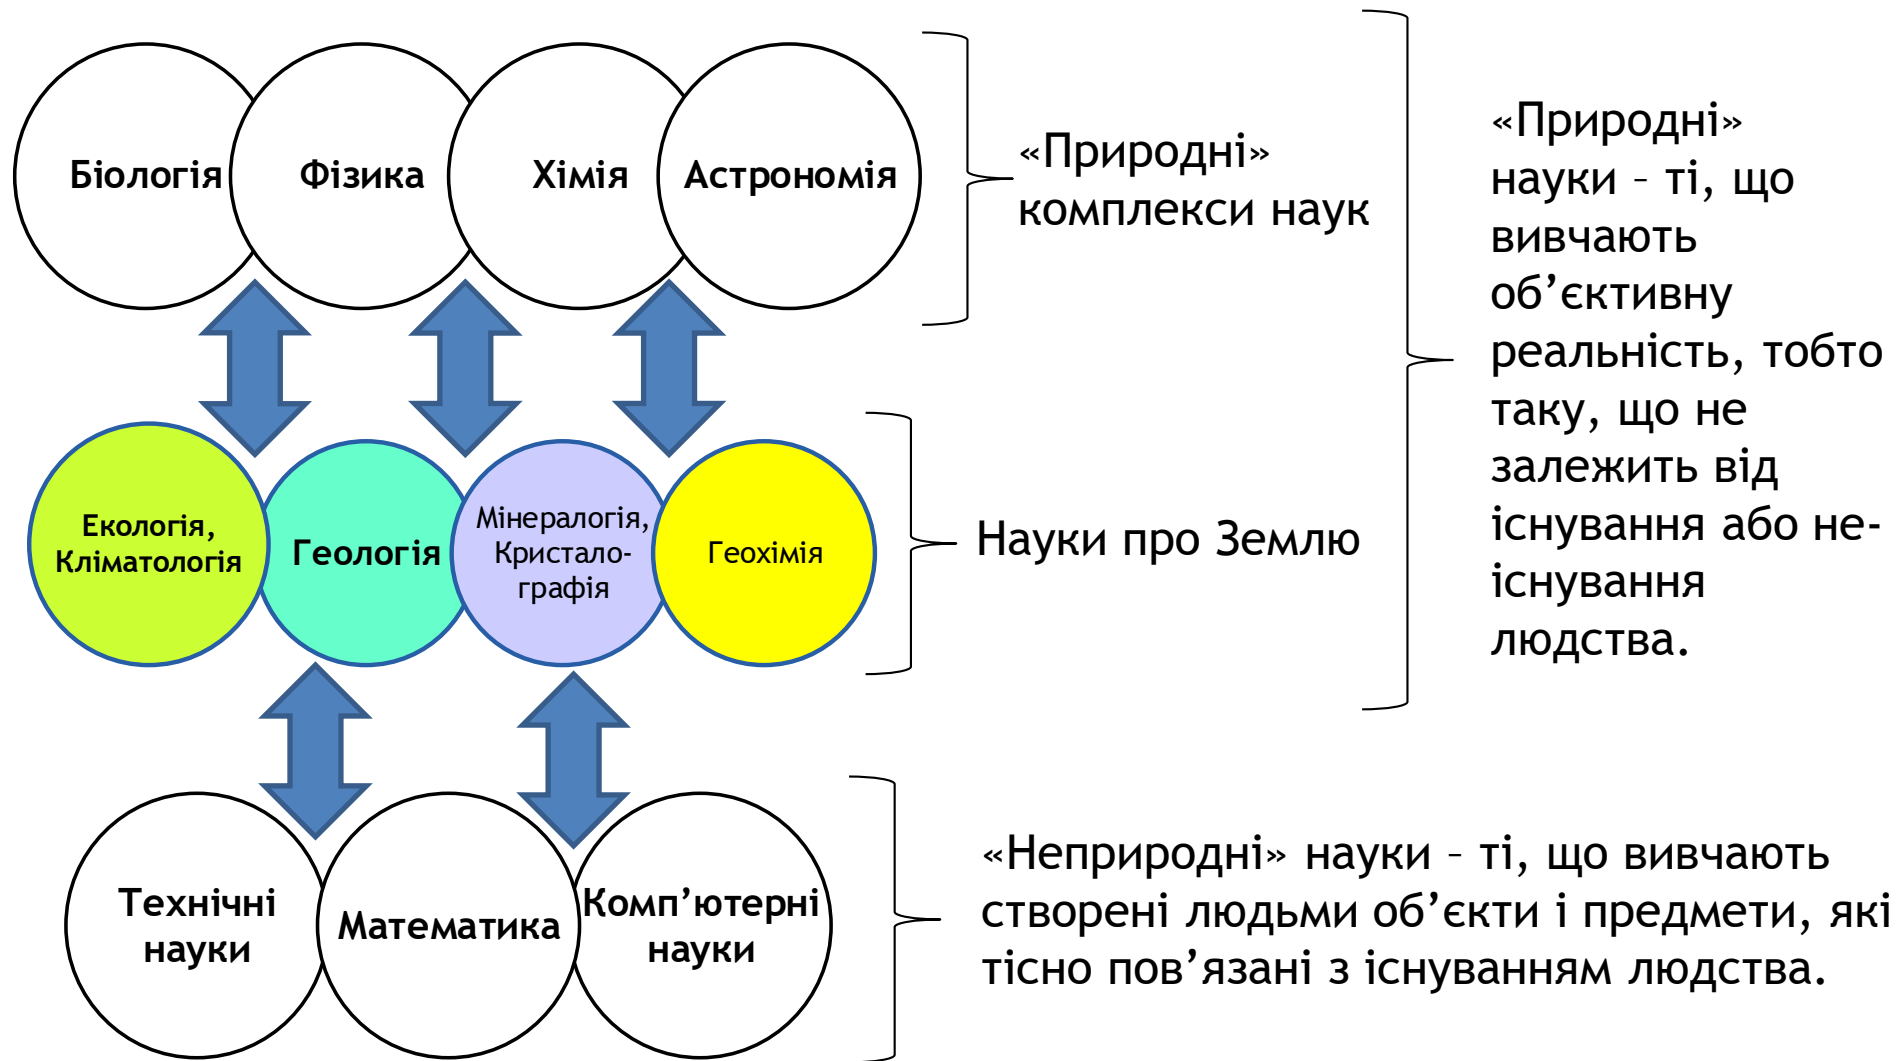 Біологія
Фізика
Хімія
Астрономія
«Природні»
комплекси наук
«Природні»
науки – ті, що
вивчають
об’єктивну
реальність, тобто
таку, що не
залежить від
існування або не-
існування
людства.
Екологія,
Кліматологія
Геологія
Мінералогія,
Кристало-
графія
Геохімія
Науки про Землю
Технічні
науки
Математика
Комп’ютерні
науки
«Неприродні» науки – ті, що вивчають
створені людьми об’єкти і предмети, які
тісно пов’язані з існуванням людства.